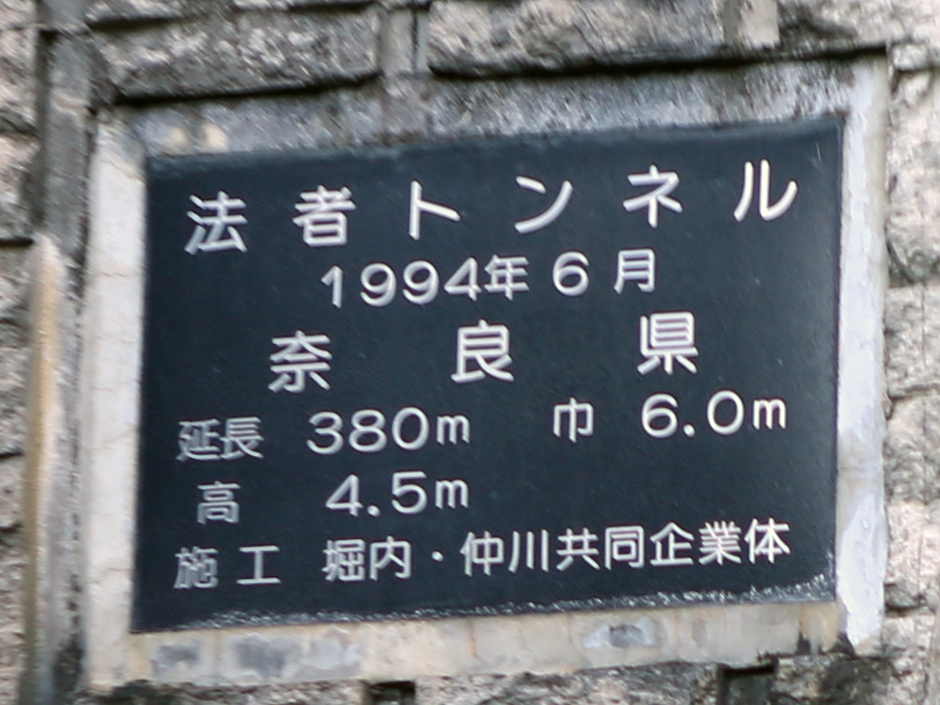 法者トンネル
1994年6月
奈良県
延長 380m 巾 6.0m
高 4.5m
施工 堀内・仲川共同企業体